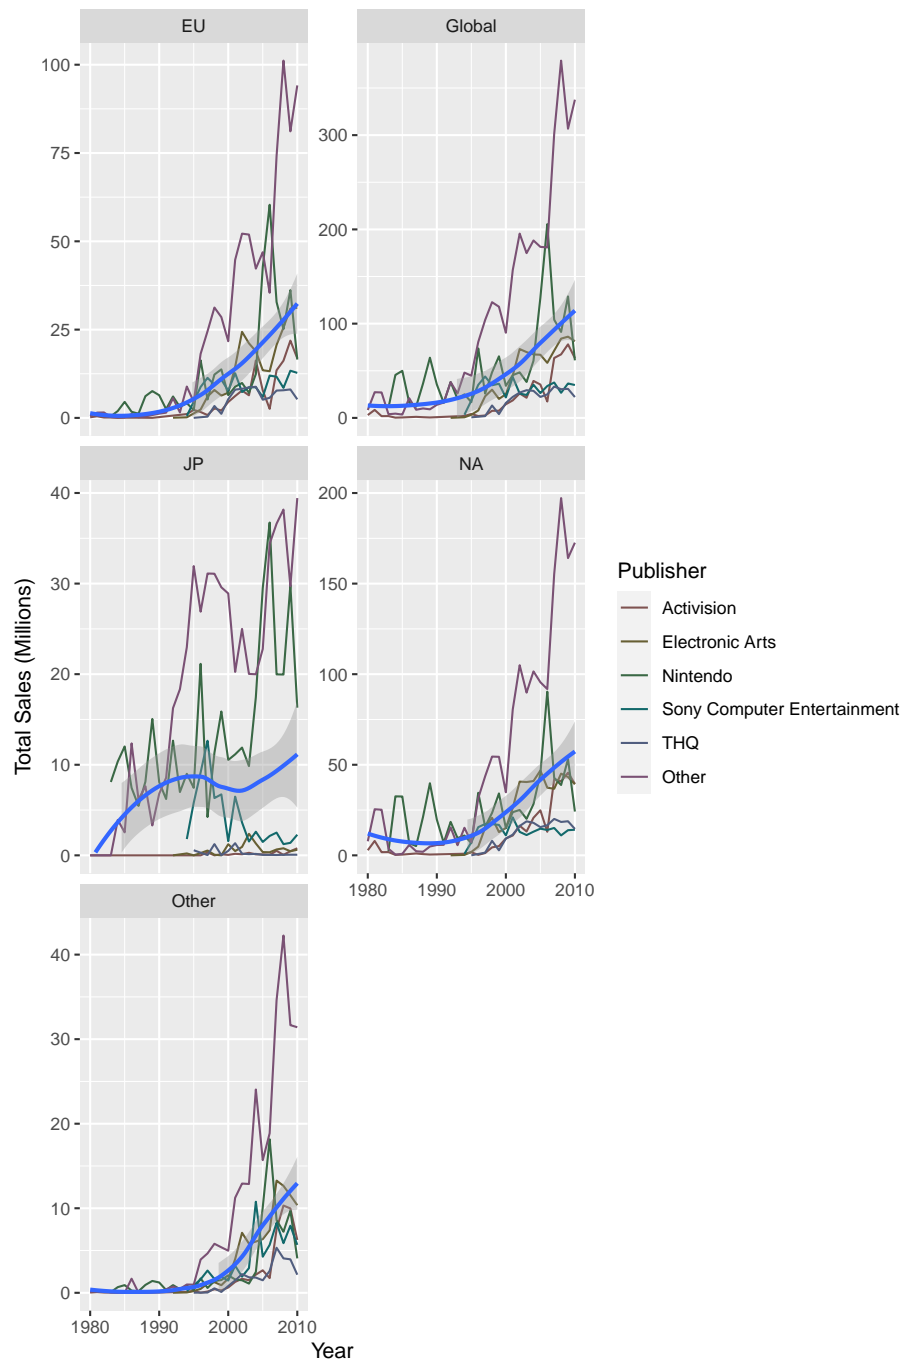 EU
Global
100
75
50
25
0
300
200
100
0
JP
NA
40
30
20
10
0
200
150
100
50
0
1980
1990
2000
2010
Other
40
30
20
10
0
1980
1990
2000
2010
Year
Total Sales (Millions)
Publisher
Activision
Electronic Arts
Nintendo
Sony Computer Entertainment
THQ
Other